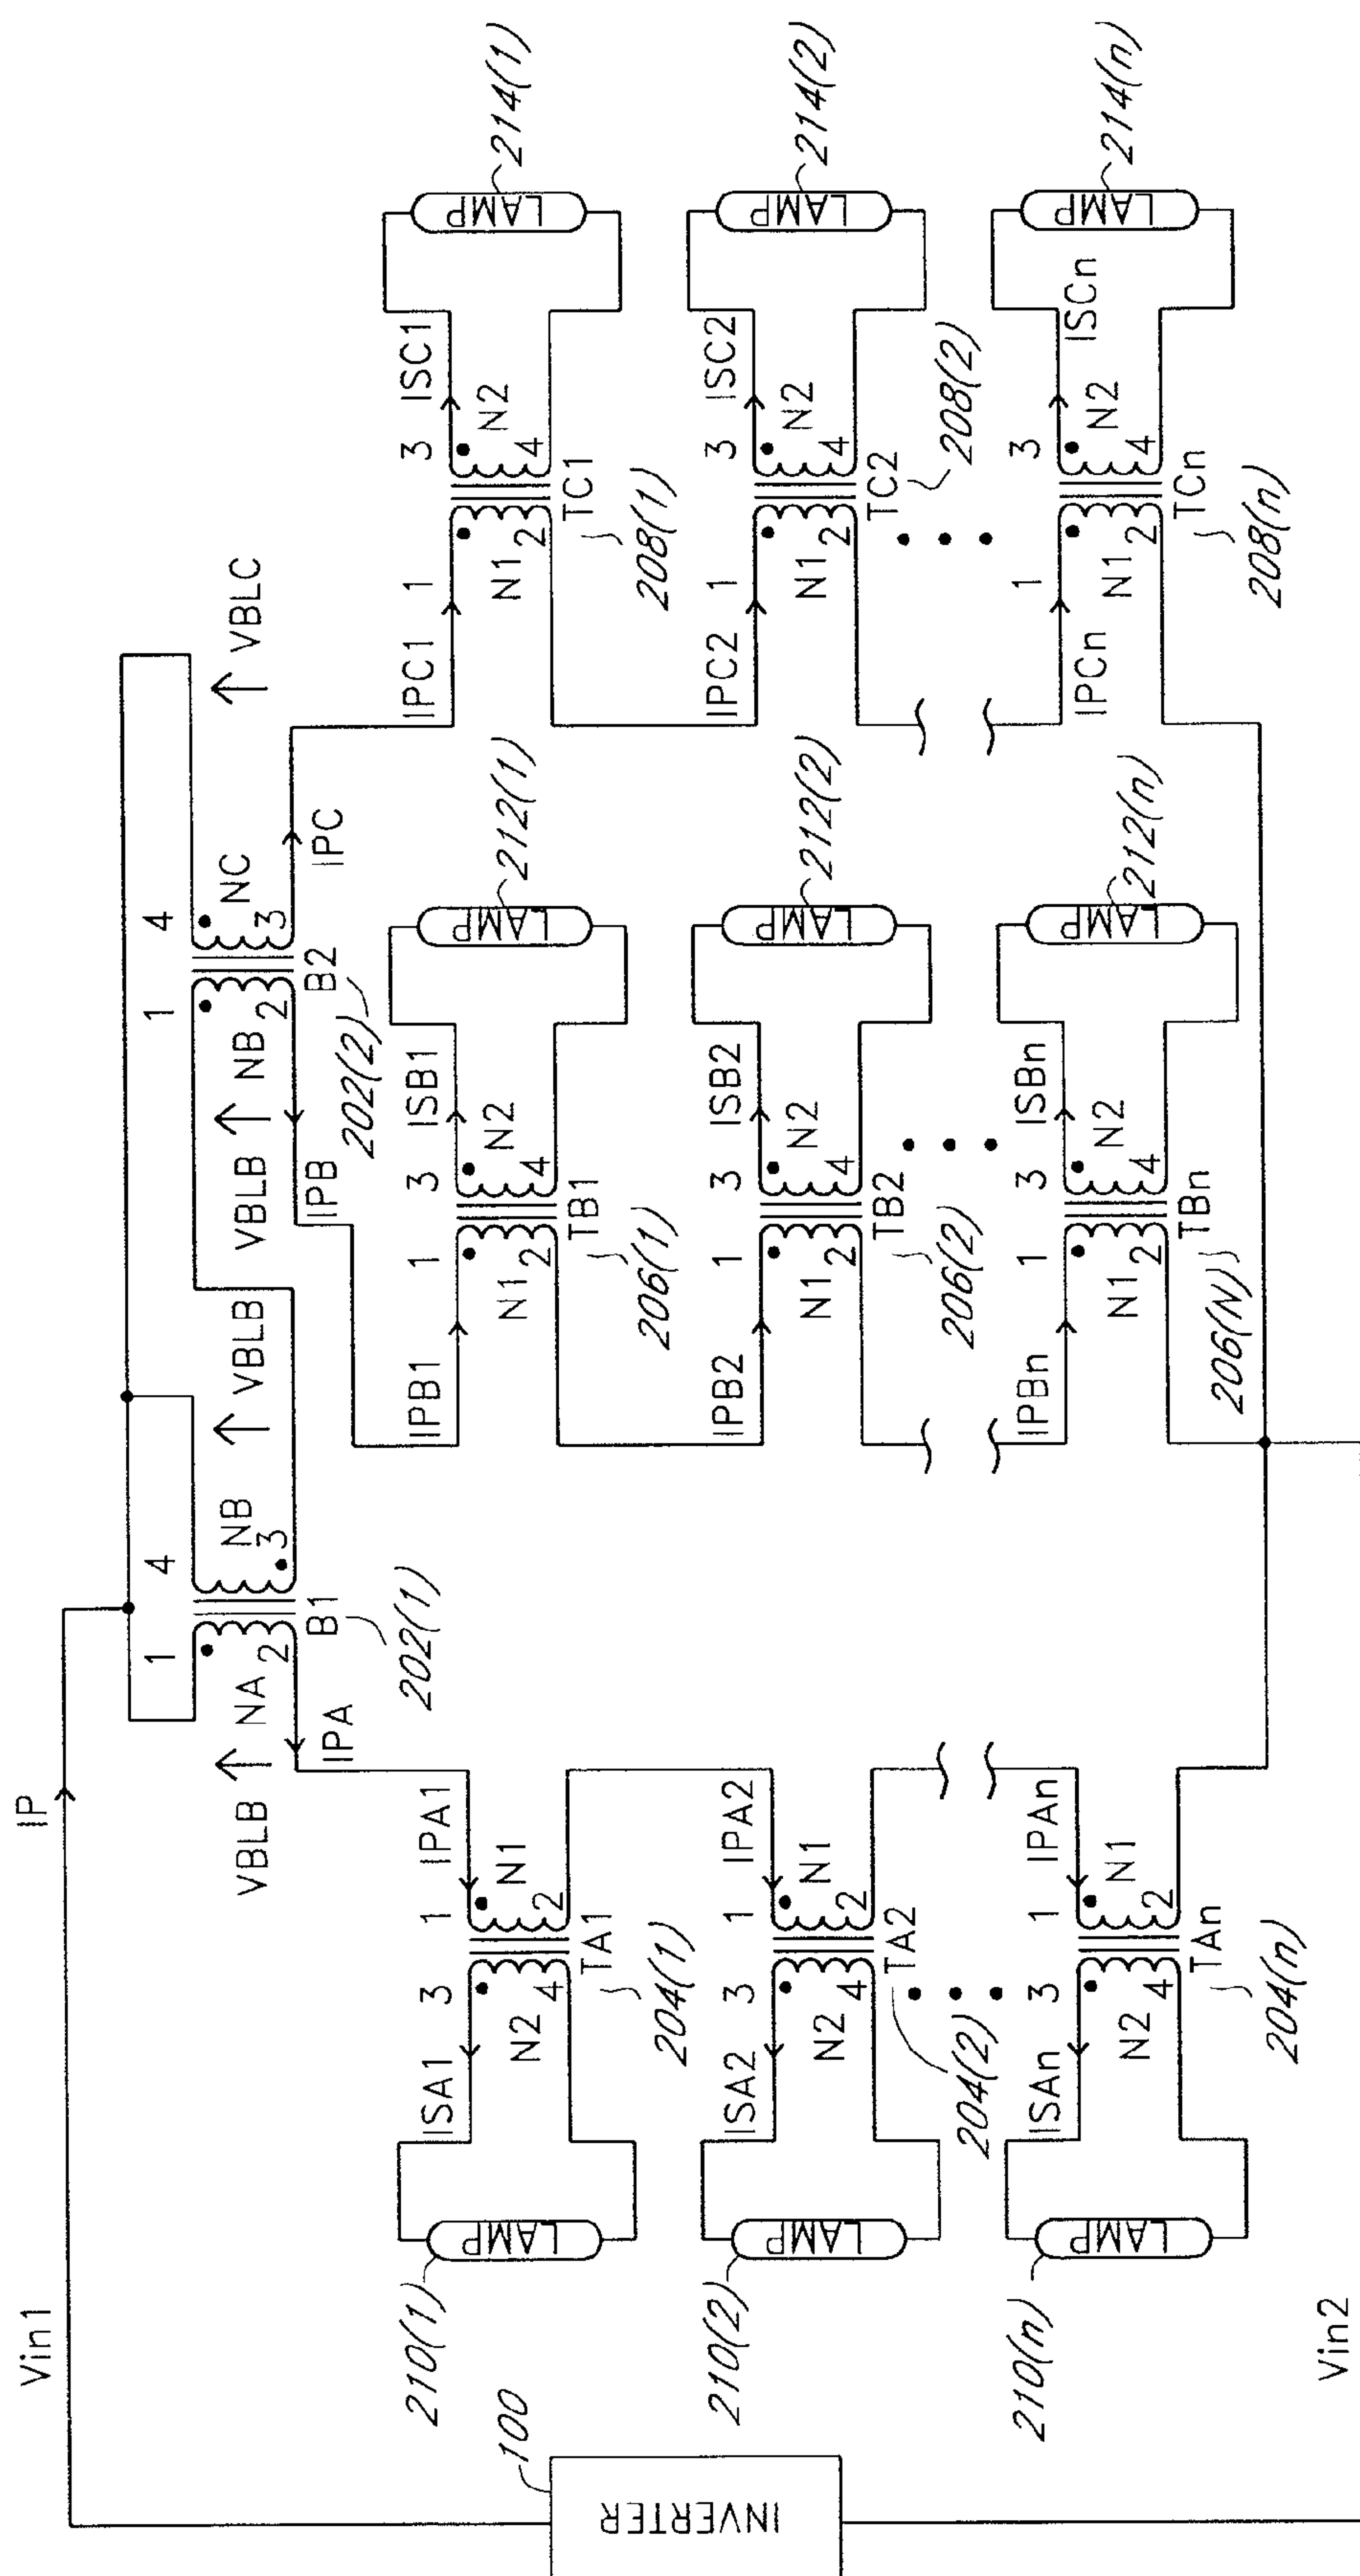 Vin1
IP
1
4
1
4
VBLB
NA
NB
VBLB
VBLB
NB
NC
VBLC
2
3
2
3
B1
B2
IPA
IPB
IPC
202(1)
202(2)
210(1)
LAMP
ISA1
3
1
IPA1
N2
N1
4
2
TA1
204(1)
IPB1
1
3
ISB1
N1
N2
2
4
TB1
206(1)
LAMP
212(1)
IPC1
1
3
ISC1
N1
N2
2
4
TC1
208(1)
LAMP
214(1)
210(2)
LAMP
ISA2
3
1
IPA2
N2
N1
4
2
TA2
204(2)
IPB2
1
3
ISB2
N1
N2
2
4
TB2
206(2)
LAMP
212(2)
IPC2
1
3
ISC2
N1
N2
2
4
TC2
208(2)
LAMP
214(2)
210(n)
LAMP
ISAn
3
1
IPAn
N2
N1
4
2
TAn
204(n)
IPBn
1
3
ISBn
N1
N2
2
4
TBn
206(N)
LAMP
212(n)
IPCn
1
3
ISCn
N1
N2
2
4
TCn
208(n)
LAMP
214(n)
100
INVERTER
Vin2